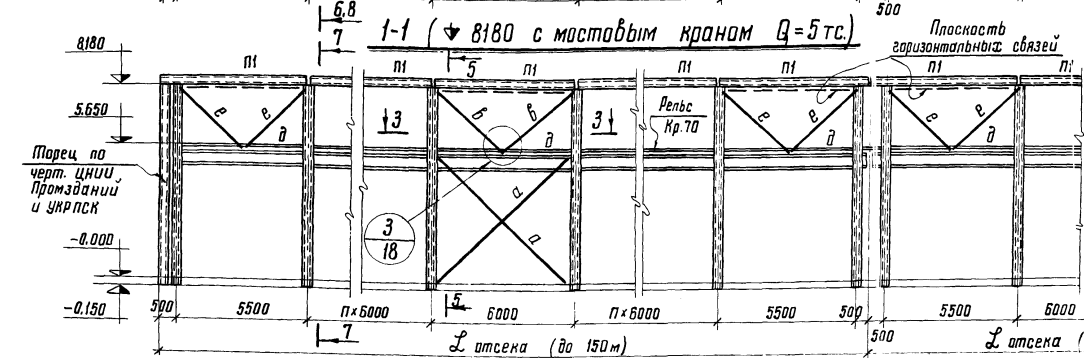 6,8
500
1-1 ( 8180 с мостовым краном Q=5тс.)
7
Плоскость
горизонтальных связей
8,180
5
п1 п1 п1 п1 п1 п1 п1
е е в в е е е е
5.650
3 3
Рельс
Кр.70
д д д д
Торец по
черт. ЦНИИ
Промзданий
и УКРПСК
а
а
3
18
-0.000
-0.150
5
500 5500 п×6000 6000 п×6000 5500 500 5500 6000
7
500
L отсека (до 150м) L отсека (